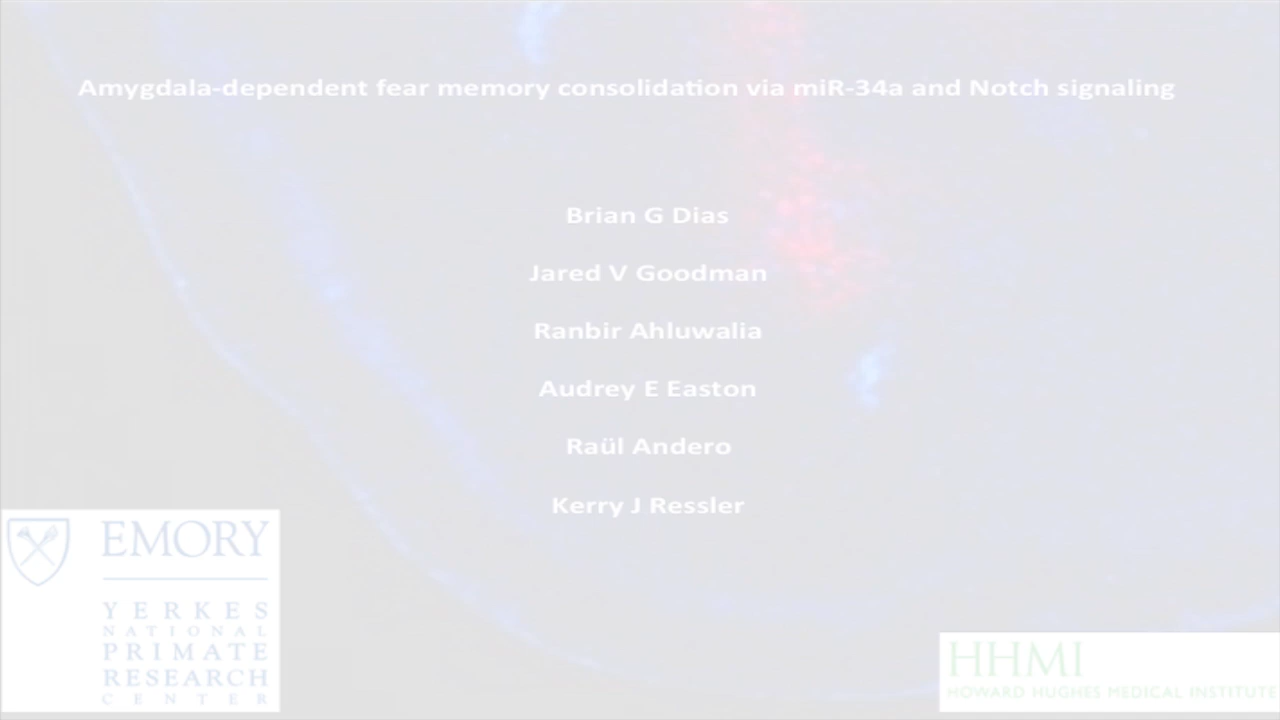 Amygdala-dependent fear memory consolidation via miR-34a and Notch signaling
Brian G Dias
Jared V Goodman
Ranbir Ahluwalia
Audrey E Easton
Raül Andero
Kerry J Ressler
EMORY
YERKES
NATIONAL
PRIMATE
RESEARCH
CENTER
HHMI
HOWARD HUGHES MEDICAL INSTITUTE